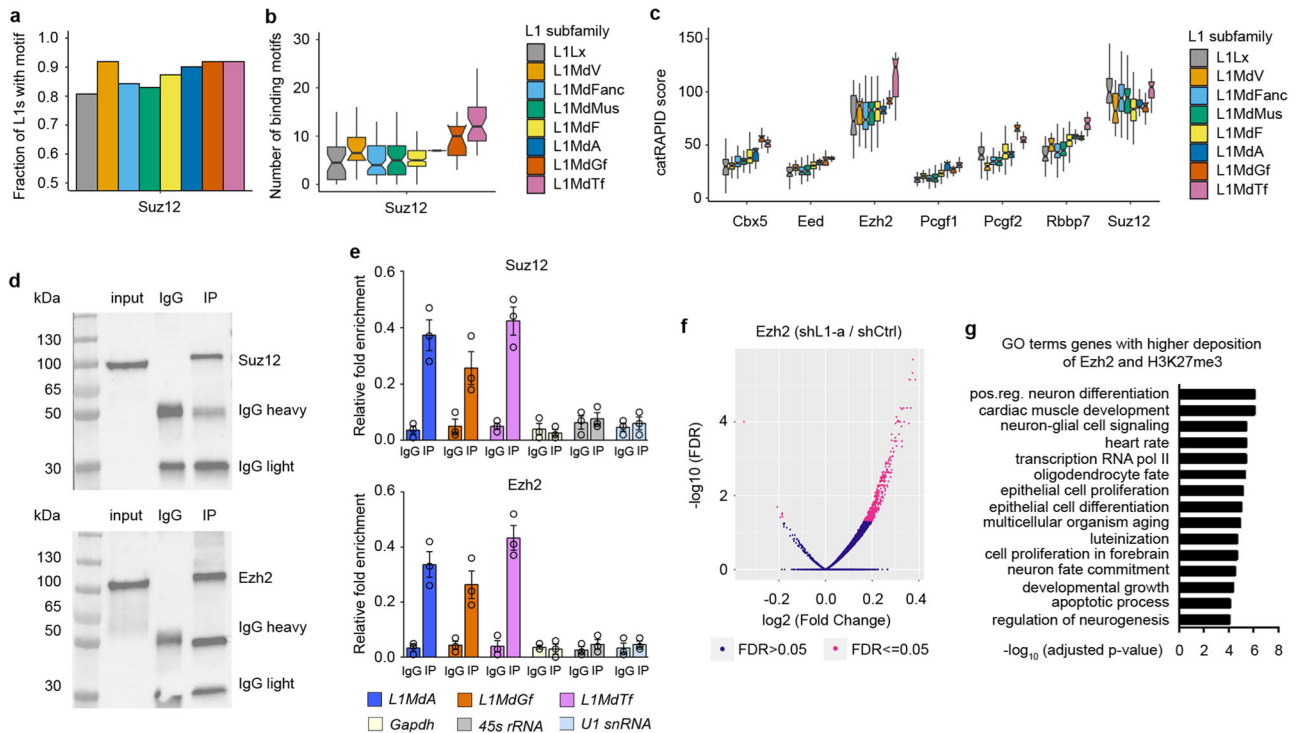 a
Fraction of L1s with motif
1.0
0.9
0.8
0.7
0.6
0.5
Suz12
b
Number of binding motifs
30
20
10
0
Suz12
L1 subfamily
L1Lx
L1MdV
L1MdFanc
L1MdMus
L1MdF
L1MdA
L1MdGf
L1MdTf
c
catRAPID score
150
100
50
0
Cbx5 Eed Ezh2 Pcgf1 Pcgf2 Rbbp7 Suz12
L1 subfamily
L1Lx
L1MdV
L1MdFanc
L1MdMus
L1MdF
L1MdA
L1MdGf
L1MdTf
d
kDa input IgG IP
130
100
65
50
30
Suz12
IgG heavy
IgG light
kDa input IgG IP
130
100
65
50
30
Ezh2
IgG heavy
IgG light
e
Suz12
Relative fold enrichment
0.6
0.4
0.2
0.0
IgG IP IgG IP IgG IP IgG IP IgG IP IgG IP
Ezh2
Relative fold enrichment
0.6
0.4
0.2
0.0
IgG IP IgG IP IgG IP IgG IP IgG IP IgG IP
L1MdA L1MdGf L1MdTf
Gapdh 45s rRNA U1 snRNA
f
Ezh2 (shL1-a / shCtrl)
-log10 (FDR)
4
2
0
-0.2 0.0 0.2 0.4
log2 (Fold Change)
FDR>0.05 FDR<=0.05
g
GO terms genes with higher deposition
of Ezh2 and H3K27me3
pos.reg. neuron differentiation
cardiac muscle development
neuron-glial cell signaling
heart rate
transcription RNA pol II
oligodendrocyte fate
epithelial cell proliferation
epithelial cell differentiation
multicellular organism aging
luteinization
cell proliferation in forebrain
neuron fate commitment
developmental growth
apoptotic process
regulation of neurogenesis
-log10 (adjusted p-value) 0 2 4 6 8